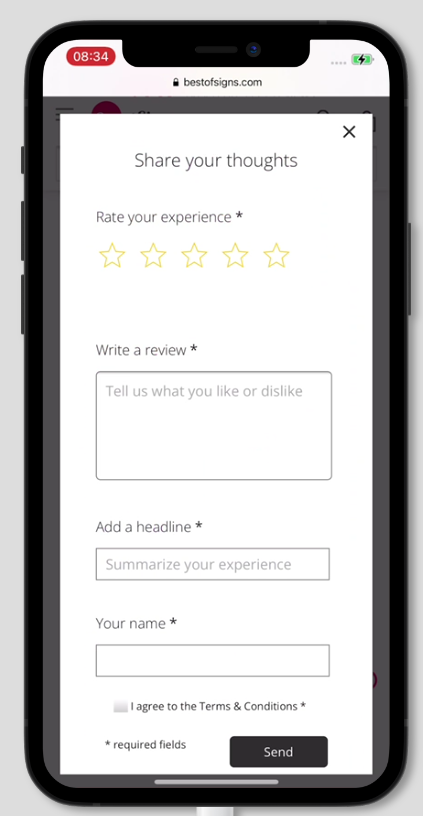 08:34
bestofsigns.com
Share your thoughts
Rate your experience *
Write a review *
Tell us what you like or dislike
Add a headline *
Summarize your experience
Your name *
I agree to the Terms & Conditions *
* required fields
Send